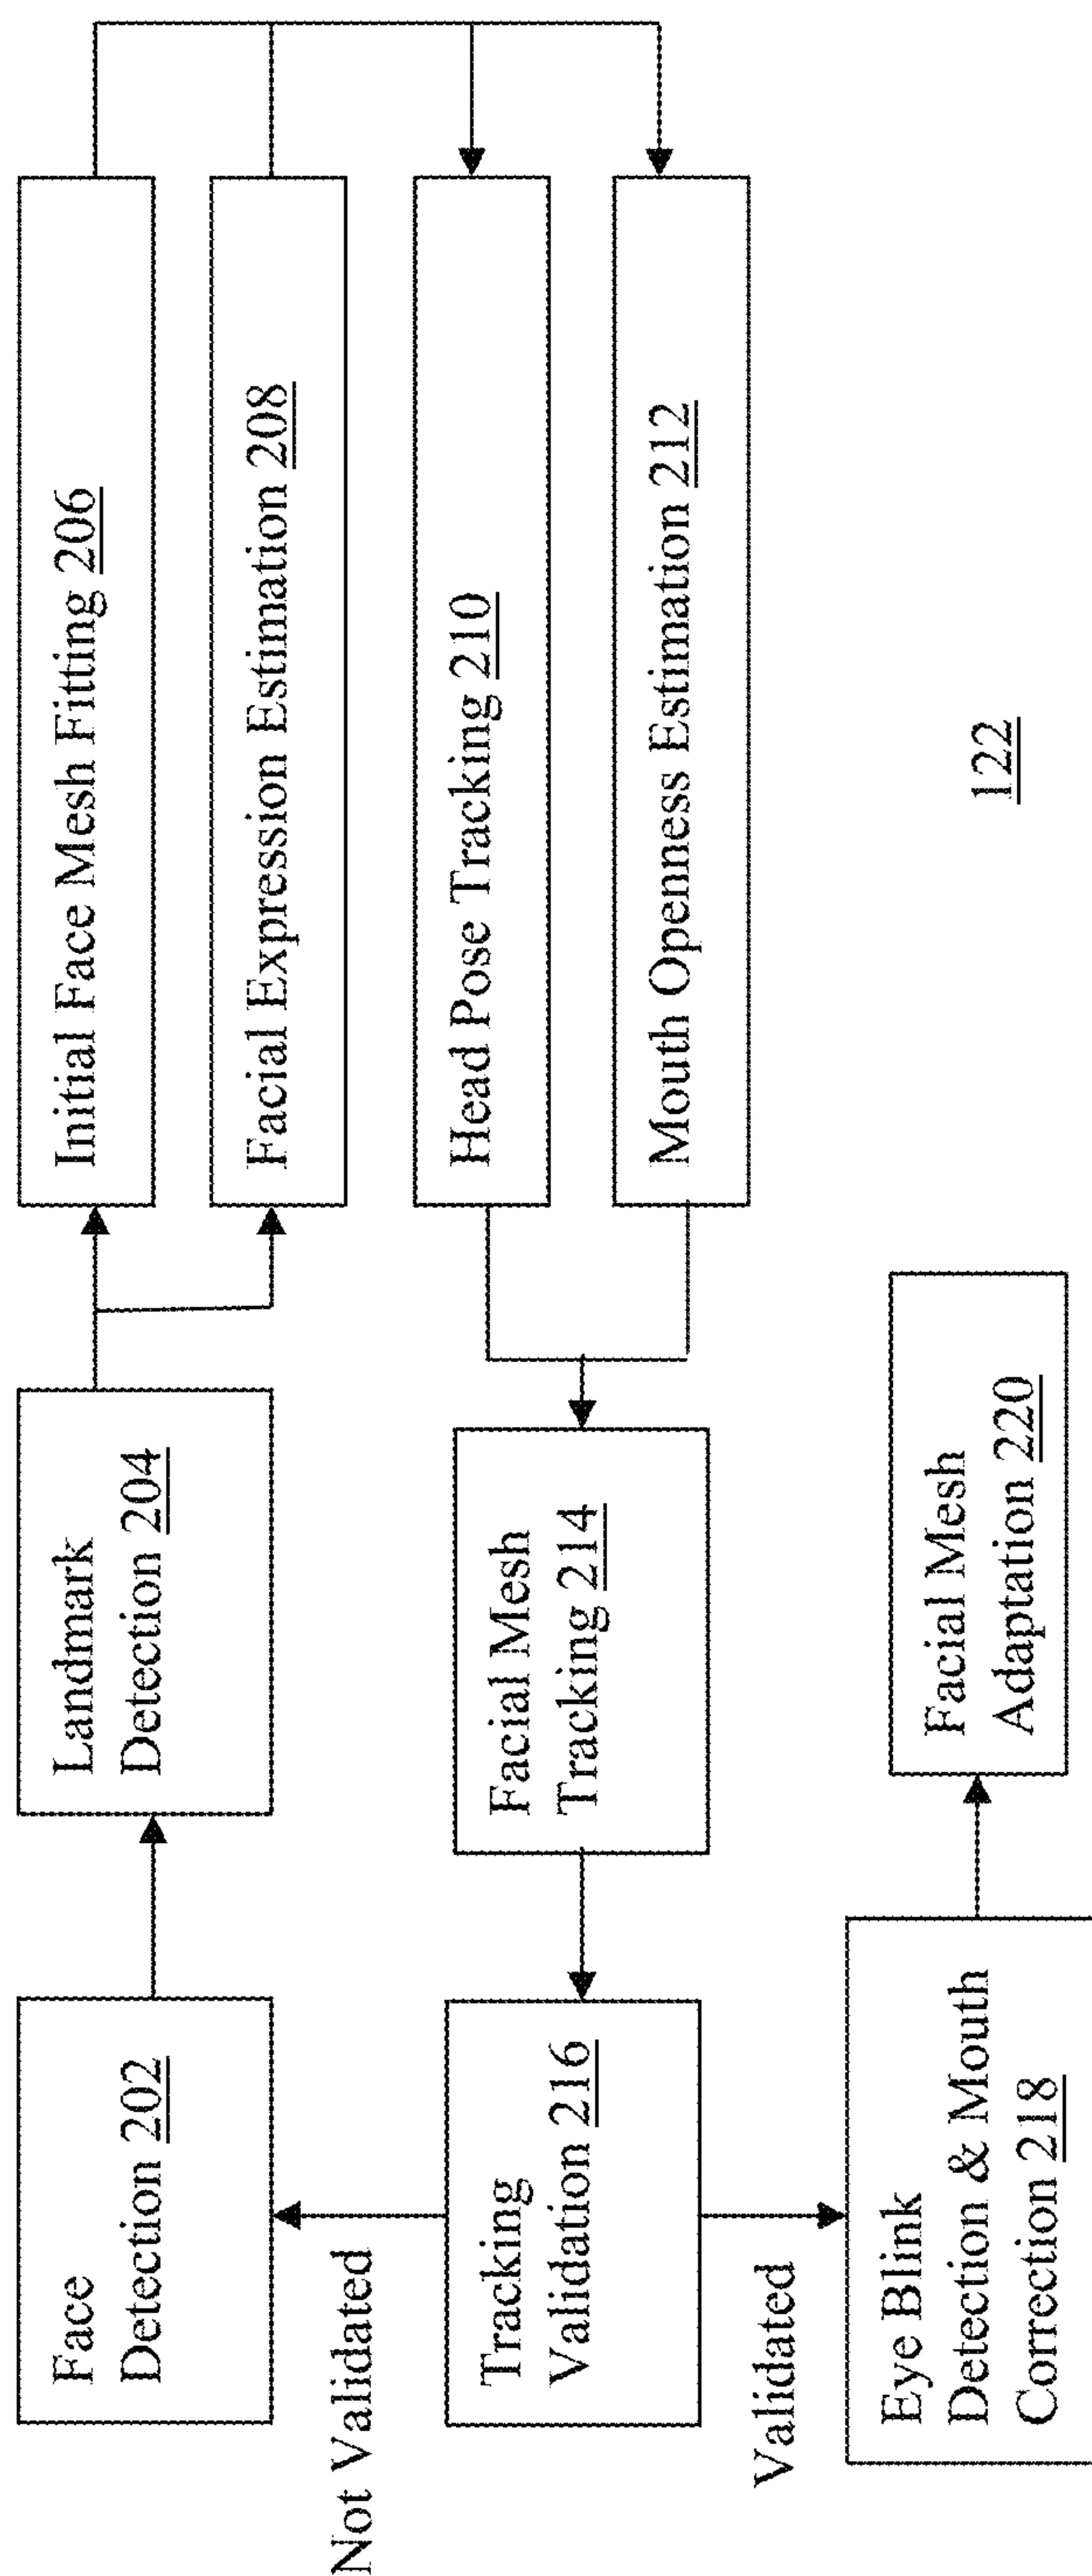 Face
Detection 202
Landmark
Detection 204
Initial Face Mesh Fitting 206
Facial Expression Estimation 208
Head Pose Tracking 210
Mouth Openness Estimation 212
Facial Mesh
Tracking 214
Tracking
Validation 216
Not Validated
Validated
Eye Blink
Detection & Mouth
Correction 218
Facial Mesh
Adaptation 220
122